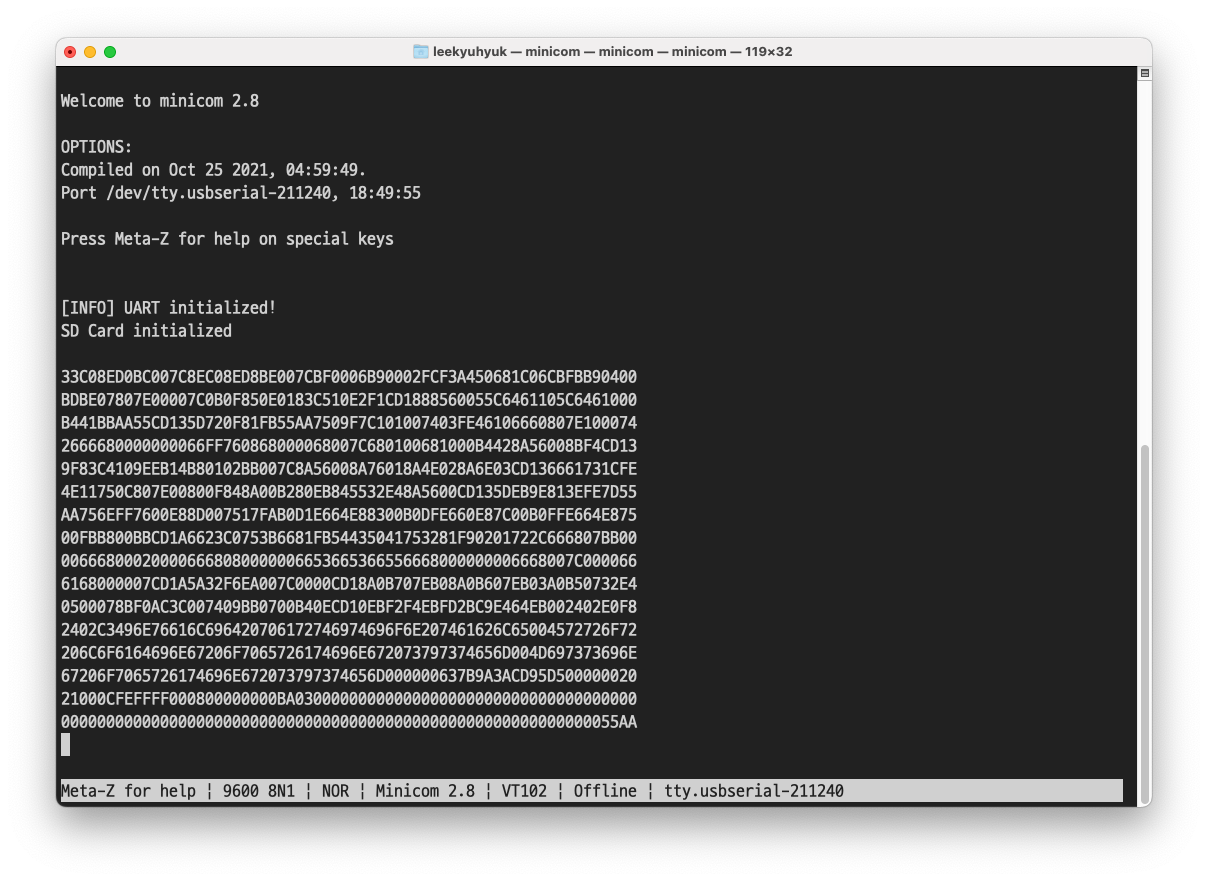 leekyuhyuk — minicom — minicom — minicom — 119×32
Welcome to minicom 2.8
OPTIONS:
Compiled on Oct 25 2021, 04:59:49.
Port /dev/tty.usbserial-211240, 18:49:55
Press Meta-Z for help on special keys
[INFO] UART initialized!
SD Card initialized
33C08ED0BC007C8EC08ED8BE007CBF0006B90002FCF3A450681C06CBFBB90400
BDBE07807E00007C0B0F850E0183C510E2F1CD1888560055C6461105C6461000
B441BBAA55CD135D720F81FB55AA7509F7C101007403FE46106660807E100074
2666680000000066FF760868000068007C680100681000B4428A56008BF4CD13
9F83C4109EEB14B80102BB007C8A56008A76018A4E028A6E03CD136661731CFE
4E11750C807E00800F848A00B280EB845532E48A5600CD135DEB9E813EFE7D55
AA756EFF7600E88D007517FAB0D1E664E88300B0DFE660E87C00B0FFE664E875
00FBB800BBCD1A6623C0753B6681FB54435041753281F90201722C666807BB00
006668000200006668080000006653665366556668000000006668007C000066
6168000007CD1A5A32F6EA007C0000CD18A0B707EB08A0B607EB03A0B50732E4
0500078BF0AC3C007409BB0700B40ECD10EBF2F4EBFD2BC9E464EB002402E0F8
2402C3496E76616C696420706172746974696F6E207461626C65004572726F72
206C6F6164696E67206F7065726174696E672073797374656D004D697373696E
67206F7065726174696E672073797374656D000000637B9A3ACD95D500000020
21000CFEFFFF000800000000BA03000000000000000000000000000000000000
00000000000000000000000000000000000000000000000000000000000055AA
Meta-Z for help ¦ 9600 8N1 ¦ NOR ¦ Minicom 2.8 ¦ VT102 ¦ Offline ¦ tty.usbserial-211240